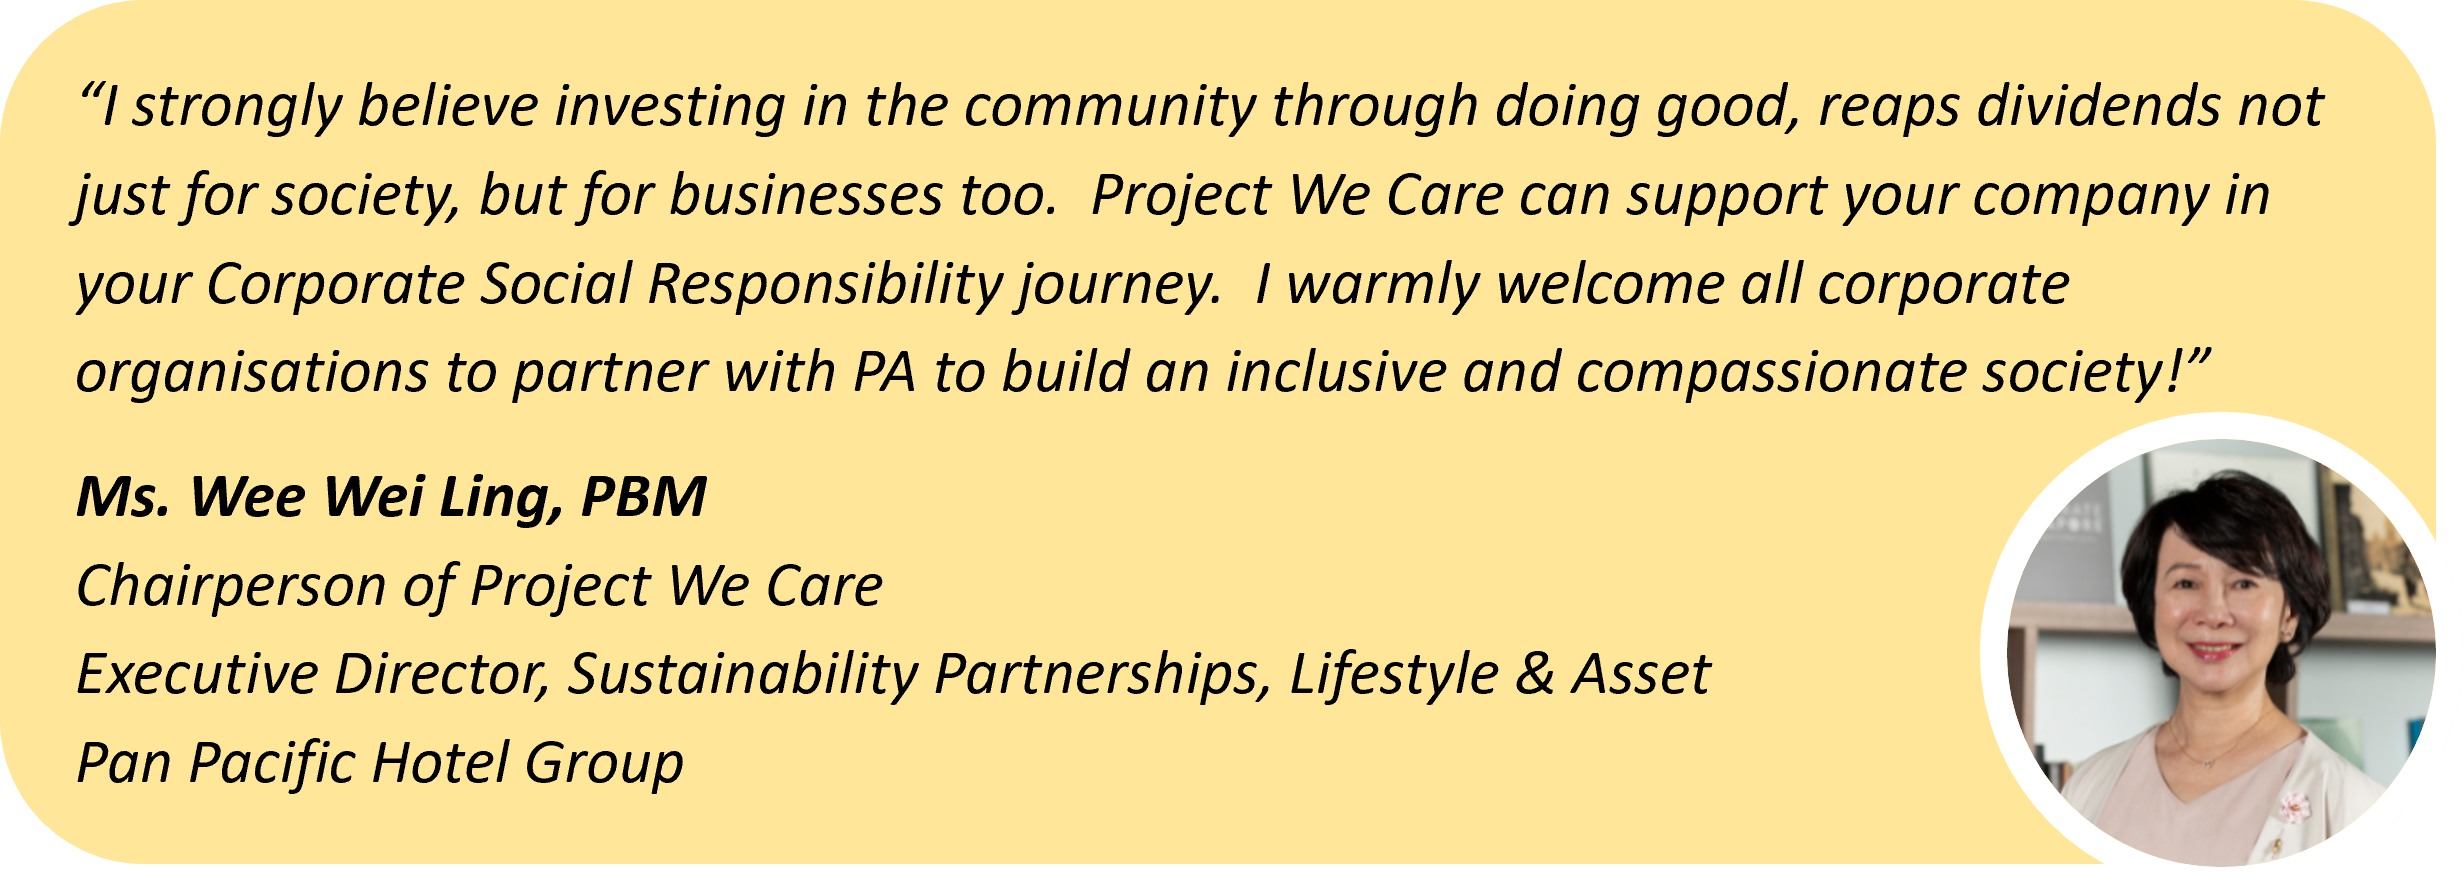 “I strongly believe investing in the community through doing good, reaps dividends not
just for society, but for businesses too.  Project We Care can support your company in
your Corporate Social Responsibility journey.  I warmly welcome all corporate
organisations to partner with PA to build an inclusive and compassionate society!”
Ms. Wee Wei Ling, PBM
Chairperson of Project We Care
Executive Director, Sustainability Partnerships, Lifestyle & Asset
Pan Pacific Hotel Group